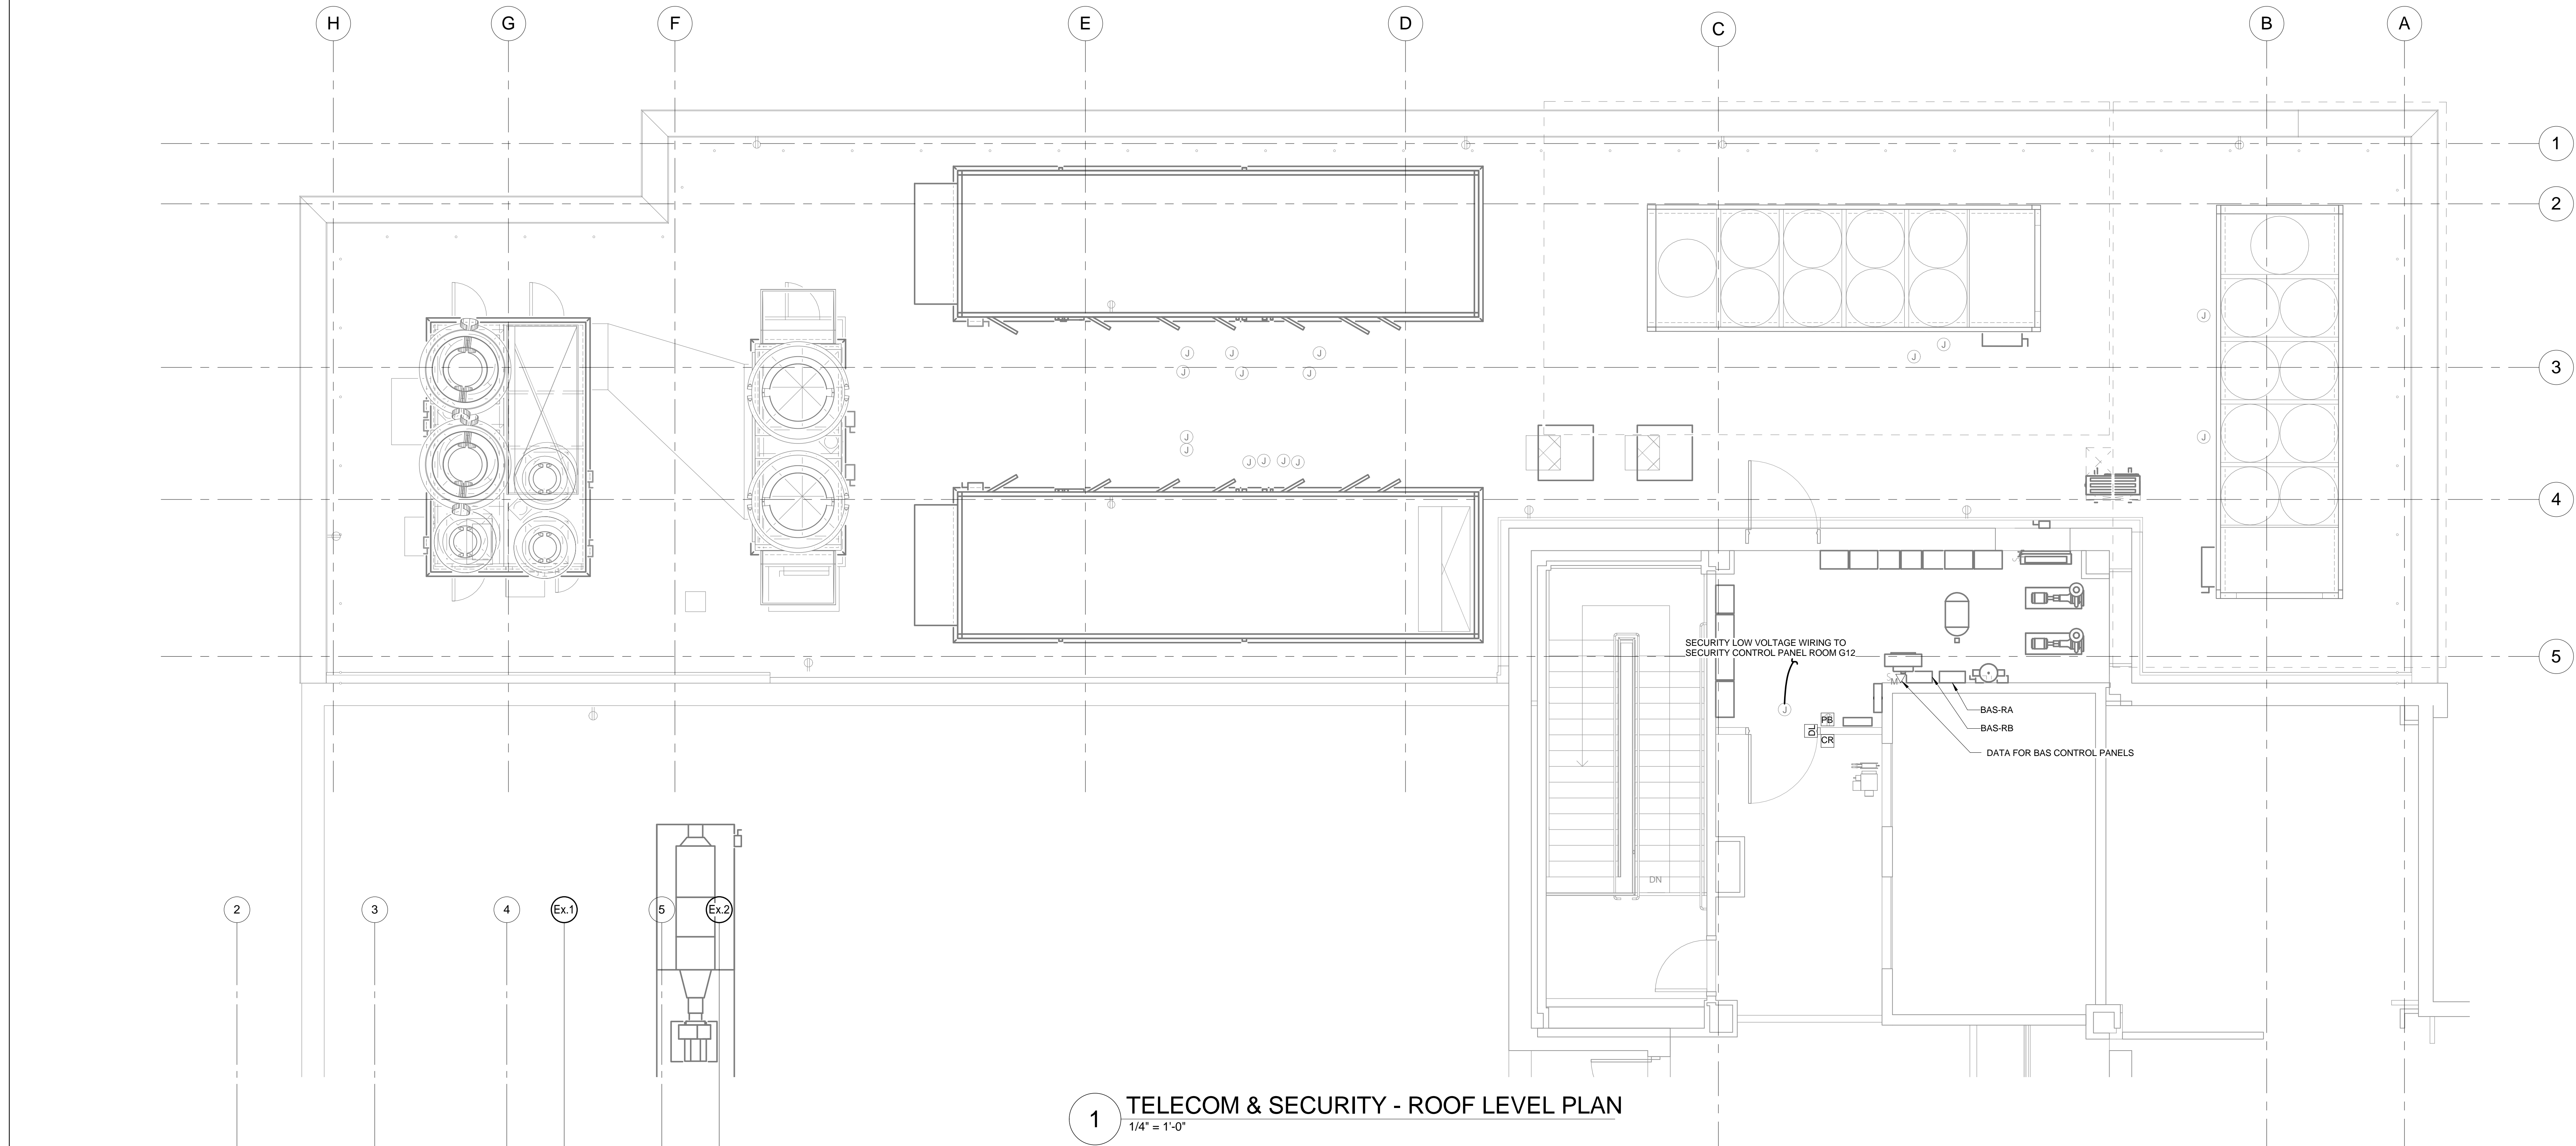 H
G
F
E
D
C
B
A
1
2
J
J
J
J
J
3
J
J
J
J
J
J
J
J
J
J
J
J
4
SECURITY LOW VOLTAGE WIRING TO
SECURITY CONTROL PANEL ROOM G12
5
M
J
BAS-RA
PB
DL
BAS-RB
CR
DATA FOR BAS CONTROL PANELS
DN
2
3
4
Ex.1
5
Ex.2
1
TELECOM & SECURITY - ROOF LEVEL PLAN
1/4" = 1'-0"